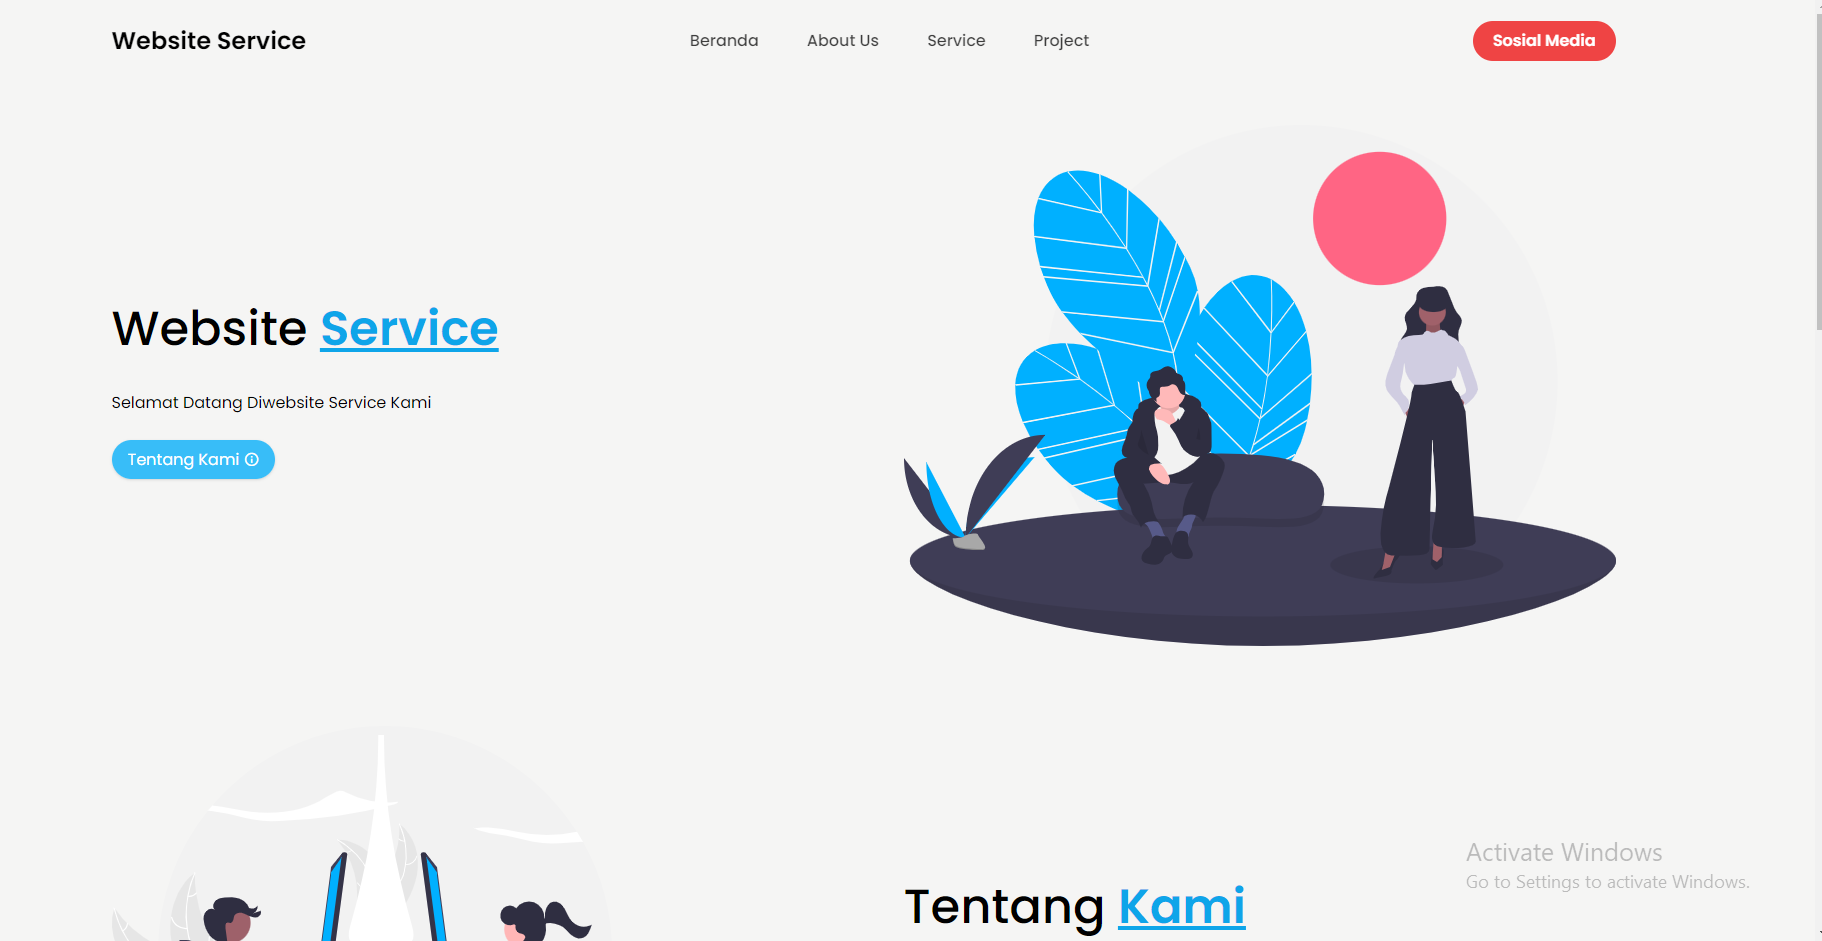 Website Service
Beranda
About Us
Service
Project
Sosial Media
Website Service
Selamat Datang Diwebsite Service Kami
Tentang Kami
Tentang Kami
Activate Windows
Go to Settings to activate Windows.